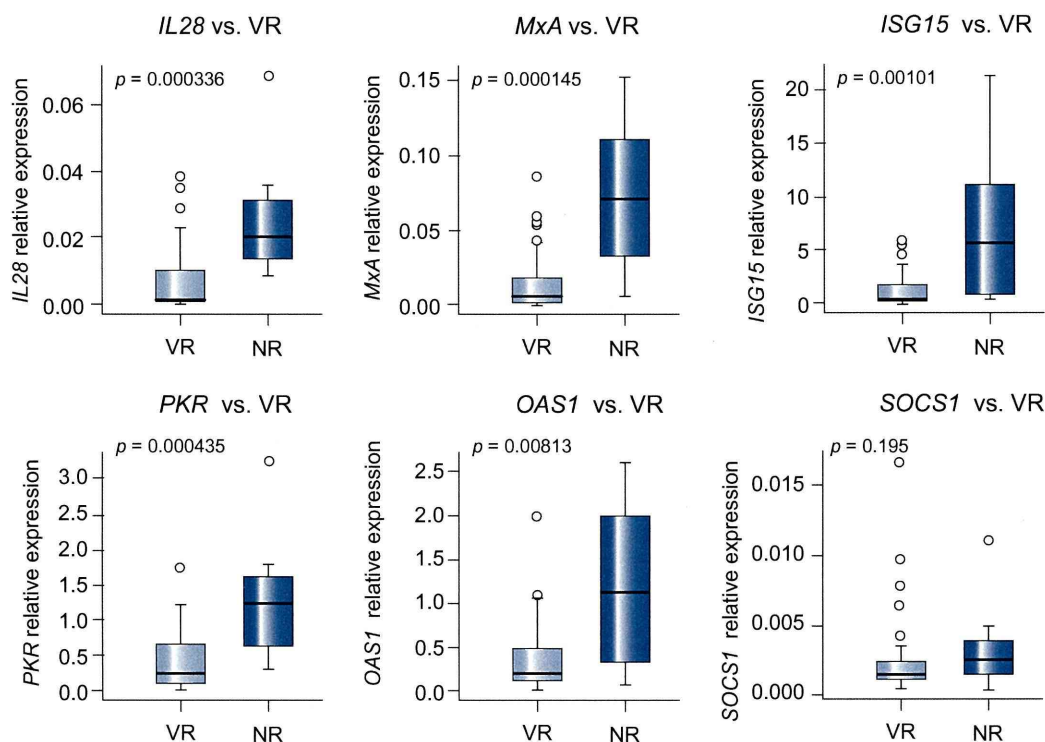 IL28 vs. VR
p = 0.000336
IL28 relative expression
0.06
0.04
0.02
0.00
VR NR
MxA vs. VR
p = 0.000145
MxA relative expression
0.15
0.10
0.05
0.00
VR NR
ISG15 vs. VR
p = 0.00101
ISG15 relative expression
20
15
10
5
0
VR NR
PKR vs. VR
p = 0.000435
PKR relative expression
3.0
2.5
2.0
1.5
1.0
0.5
0.0
VR NR
OAS1 vs. VR
p = 0.00813
OAS1 relative expression
2.5
2.0
1.5
1.0
0.5
0.0
VR NR
SOCS1 vs. VR
p = 0.195
SOCS1 relative expression
0.015
0.010
0.005
0.000
VR NR